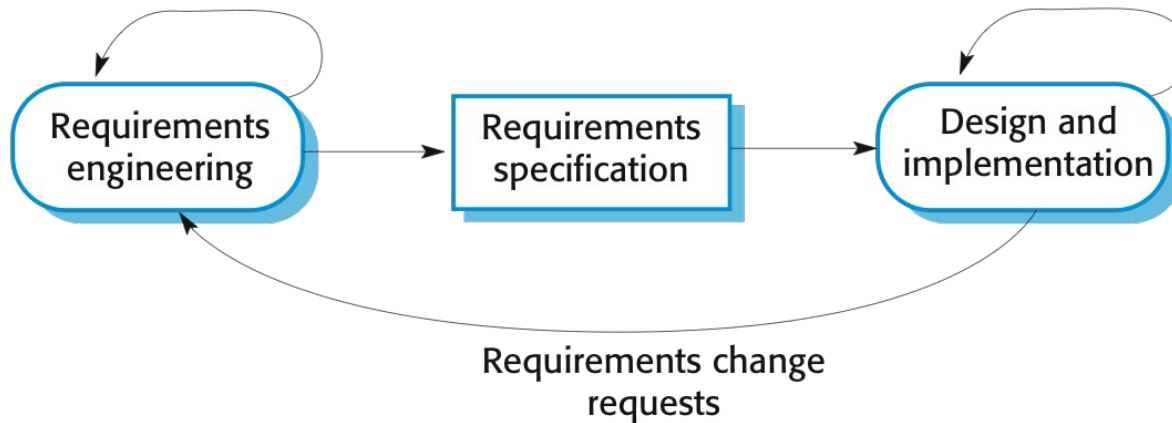 Requirements
engineering
Requirements
specification
Design and
implementation
Requirements change
requests